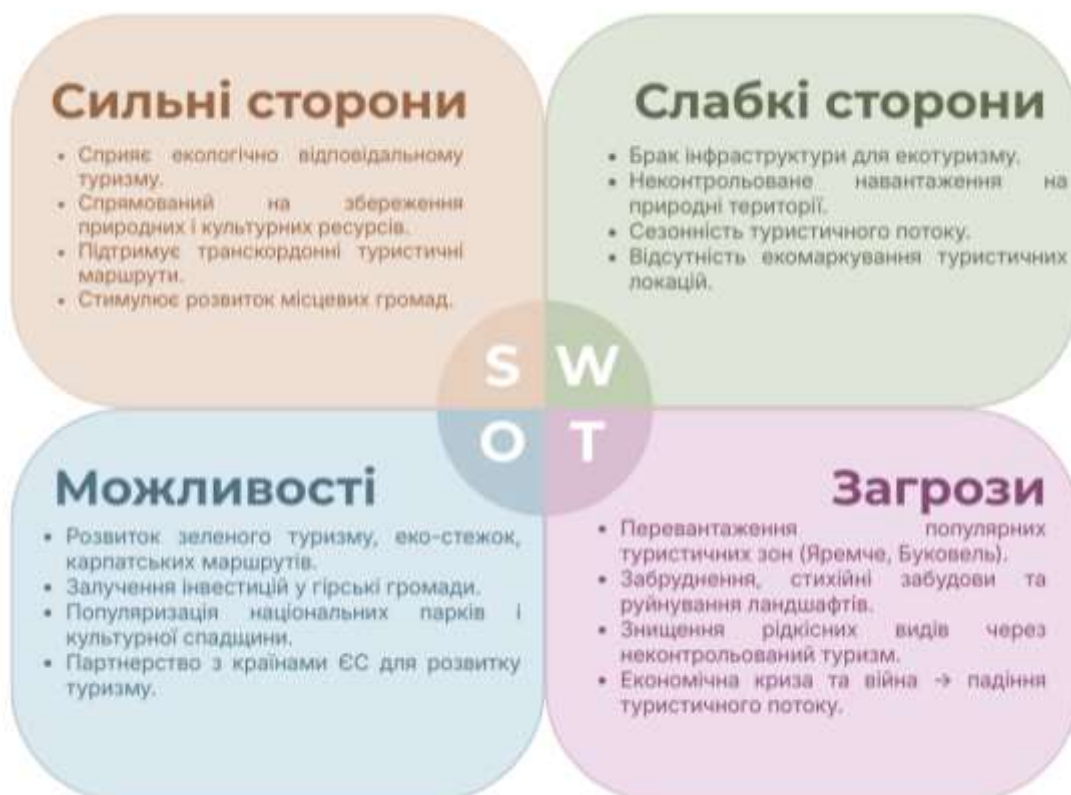 Сильні сторони
• Сприяє екологічно відповідальному
туризму.
• Спрямований на збереження
природних і культурних ресурсів.
• Підтримує транскордонні туристичні
маршрути.
• Стимулює розвиток місцевих громад.
Слабкі сторони
• Брак інфраструктури для екотуризму.
• Неконтрольоване навантаження на
природні території.
• Сезонність туристичного потоку.
• Відсутність екомаркування туристичних
локацій.
S W
O T
Можливості
• Розвиток зеленого туризму, еко-стежок,
карпатських маршрутів.
• Залучення інвестицій у гірські громади.
• Популяризація національних парків і
культурної спадщини.
• Партнерство з країнами ЄС для розвитку
туризму.
Загрози
• Перевантаження популярних
туристичних зон (Яремче, Буковель).
• Забруднення, стихійні забудови та
руйнування ландшафтів.
• Знищення рідкісних видів через
неконтрольований туризм.
• Економічна криза та війна → падіння
туристичного потоку.